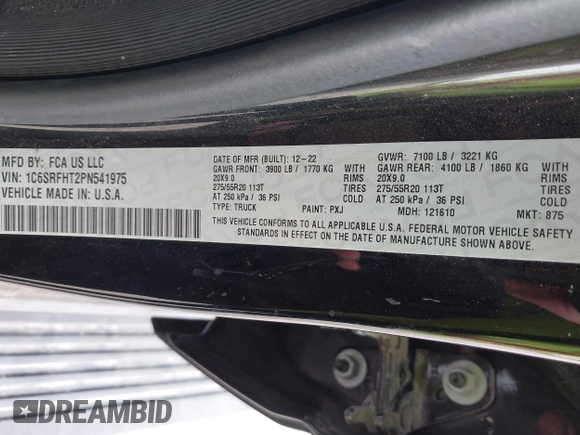 MFD BY: FCA US LLC
VIN: 1C6SRFHT2PN541975
VEHICLE MADE IN: U.S.A.
DATE OF MFR (BUILT): 12-22 GVWR: 7100 LB / 3221 KG
GAWR FRONT: 3900 LB / 1770 KG WITH GAWR REAR: 4100 LB / 1860 KG WITH
20X9.0 RIMS 20X9.0 RIMS
275/55R20 113T TIRES 275/55R20 113T TIRES
AT 250 kPa / 36 PSI COLD AT 250 kPa / 36 PSI COLD
TYPE: TRUCK PAINT: PXJ MDH: 121610 MKT: 875
THIS VEHICLE CONFORMS TO ALL APPLICABLE U.S.A. FEDERAL MOTOR VEHICLE SAFETY
STANDARDS IN EFFECT ON THE DATE OF MANUFACTURE SHOWN ABOVE.
DREAMBID